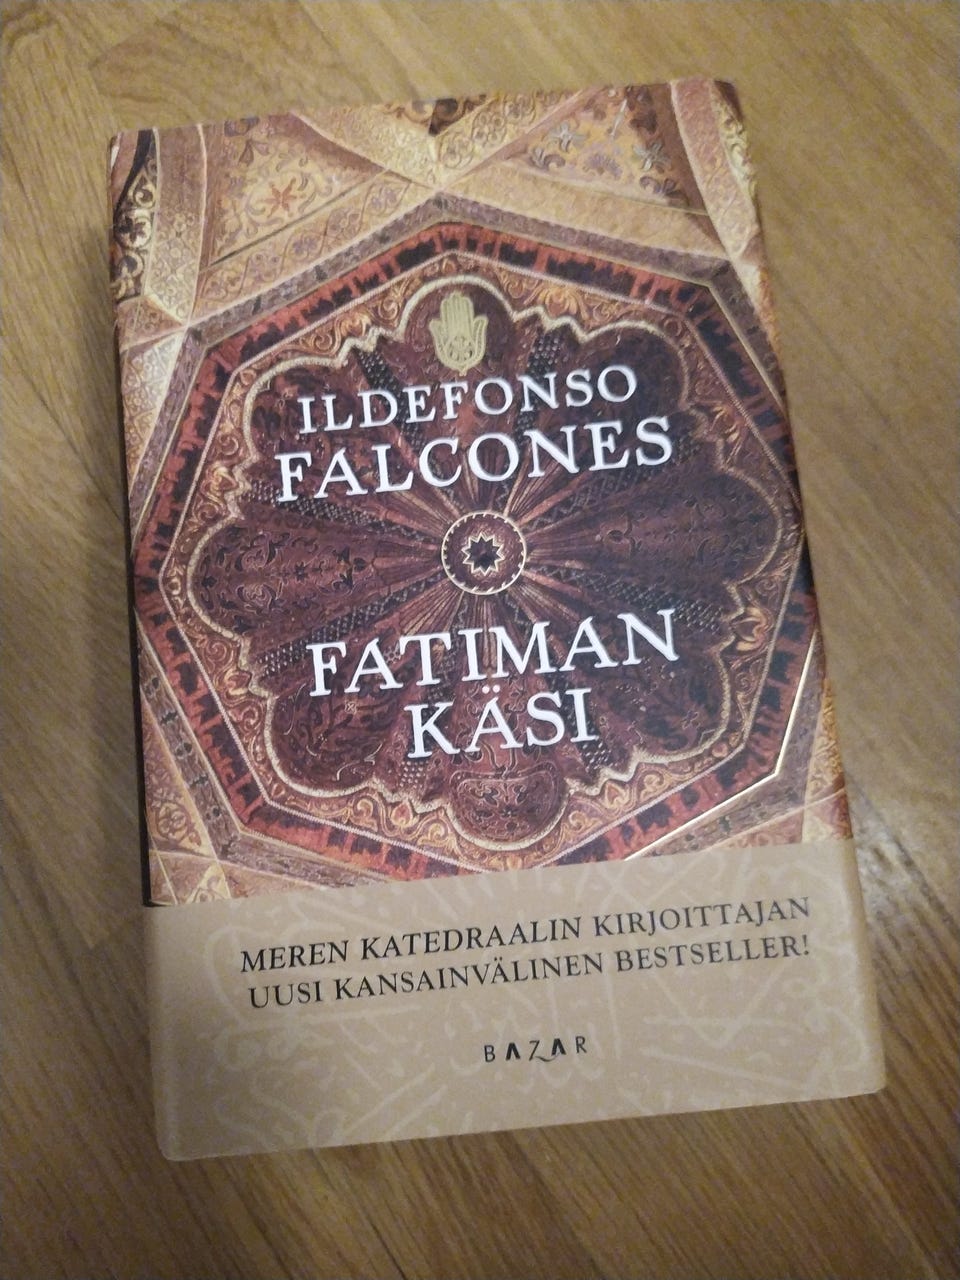 ILDEFONSO
FALCONES
FATIMAN
KÄSI
MEREN KATEDRAALIN KIRJOITTAJAN
UUSI KANSAINVÄLINEN BESTSELLER!
BAZAR